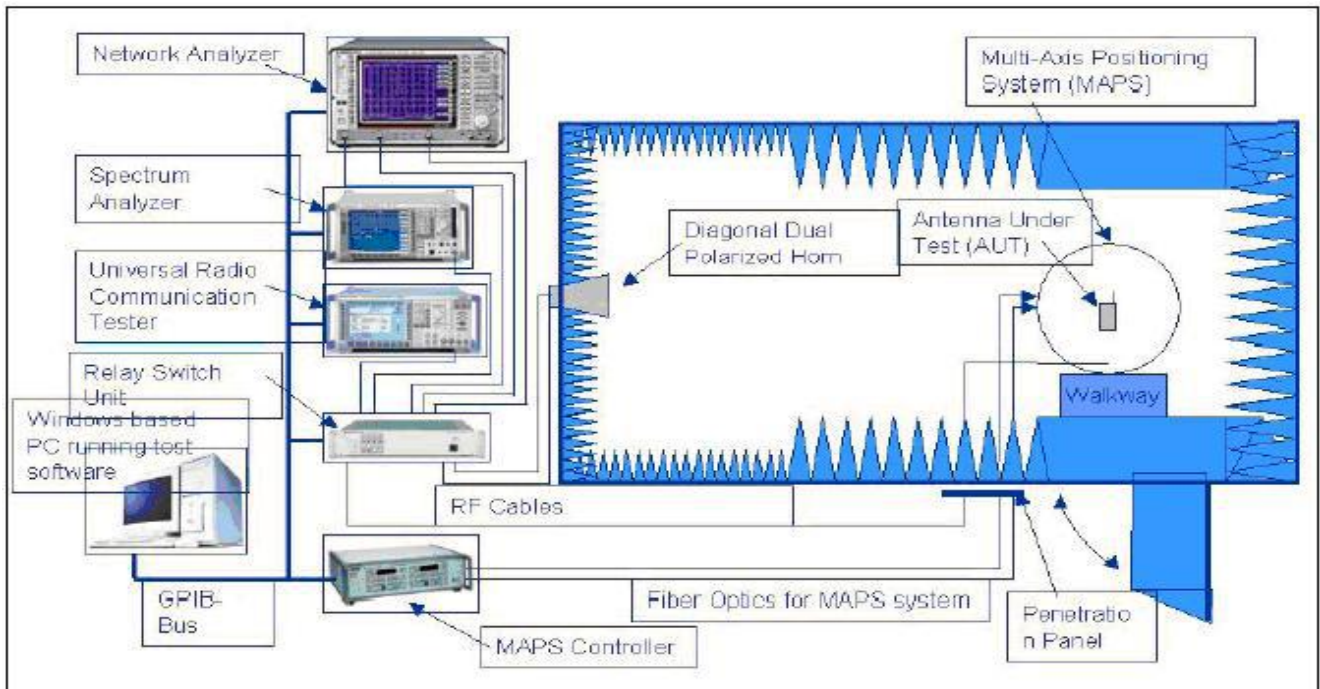 Network Analyzer
Multi-Axis Positioning
System (MAPS)
Spectrum
Analyzer
Diagonal Dual
Polarized Horn
Antenna Under
Test (AUT)
Universal Radio
Communication
Tester
Relay Switch
Unit
Walkway
Windows based
PC running test
software
RF Cables
GPIB-
Bus
Fiber Optics for MAPS system
Penetratio
n Panel
MAPS Controller